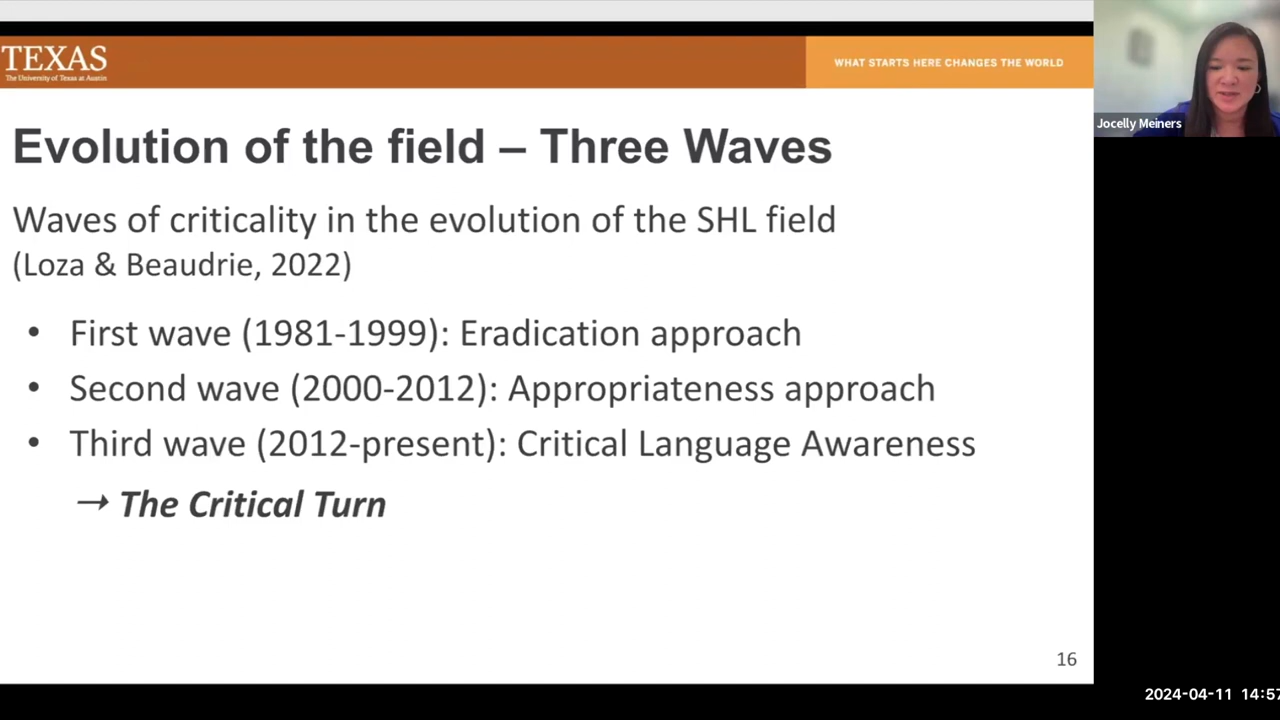 TEXAS
The University of Texas at Austin
WHAT STARTS HERE CHANGES THE WORLD
Jocelly Meiners
Evolution of the field – Three Waves
Waves of criticality in the evolution of the SHL field
(Loza & Beaudrie, 2022)
• First wave (1981-1999): Eradication approach
• Second wave (2000-2012): Appropriateness approach
• Third wave (2012-present): Critical Language Awareness
→ The Critical Turn
16
2024-04-11 14:57